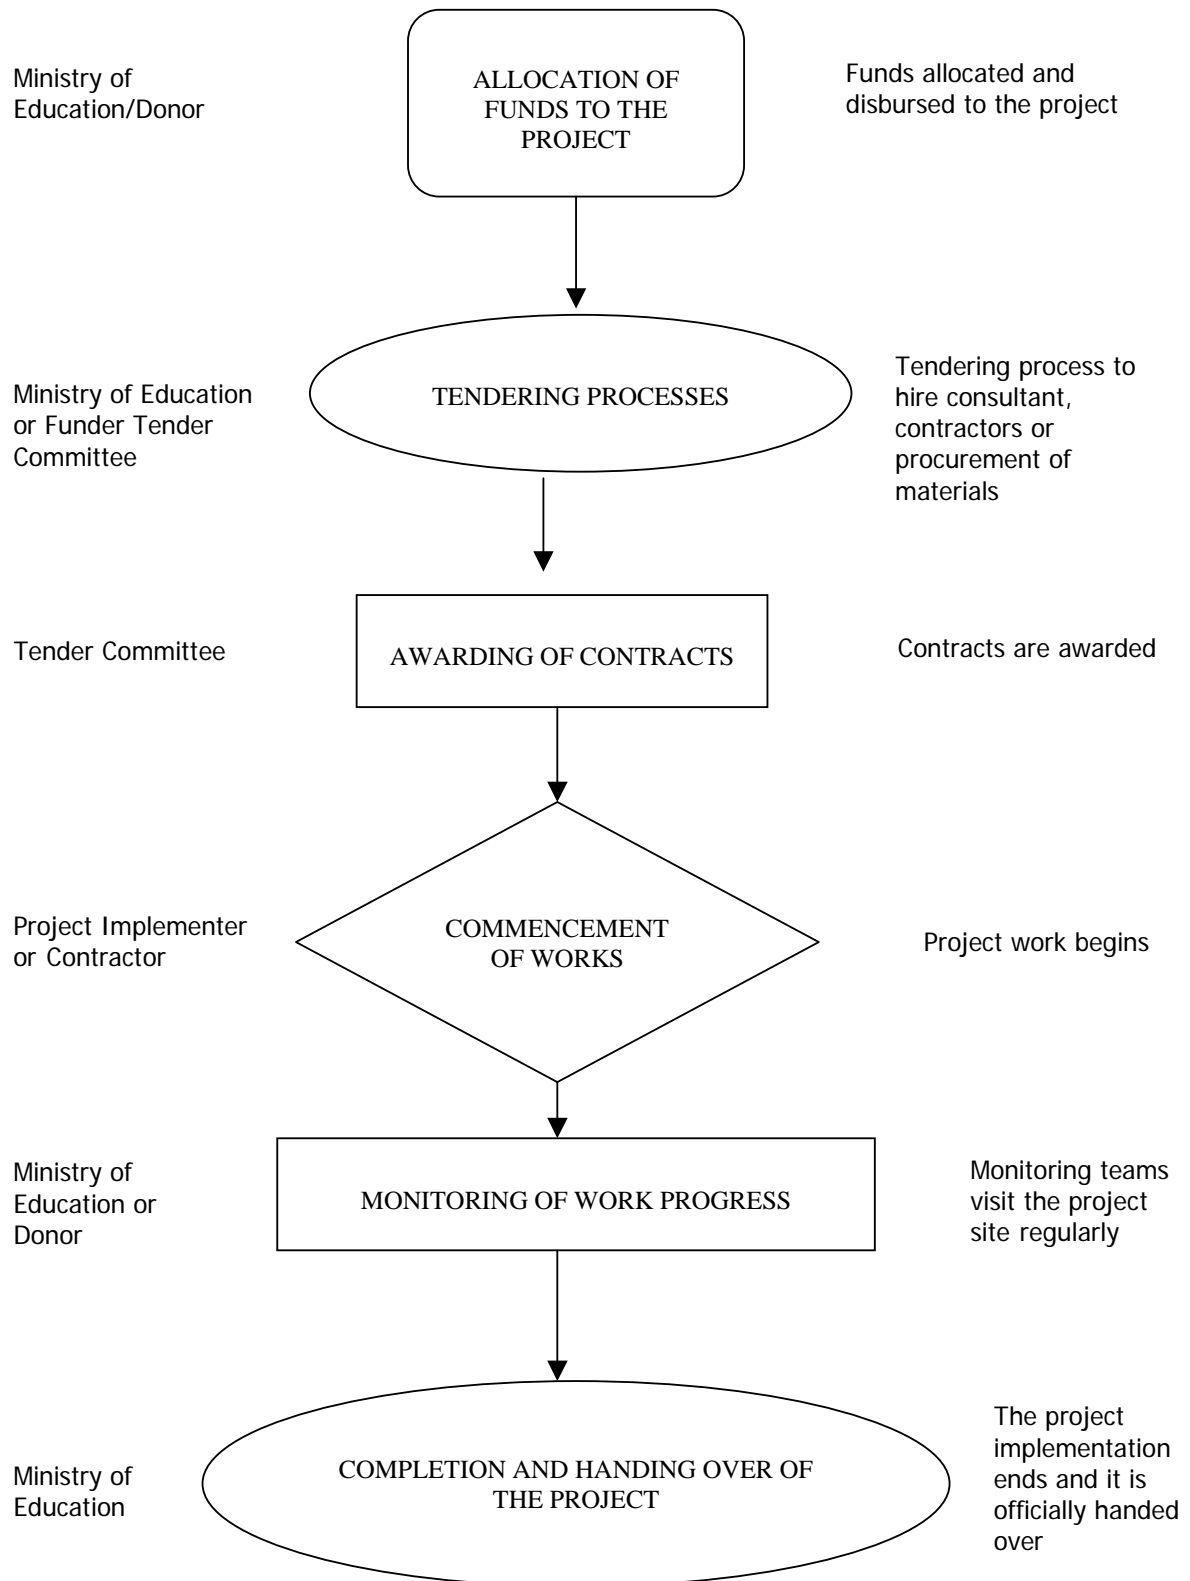 Ministry of
Education/Donor
ALLOCATION OF
FUNDS TO THE
PROJECT
Funds allocated and
disbursed to the project
Ministry of Education
or Funder Tender
Committee
TENDERING PROCESSES
Tendering process to
hire consultant,
contractors or
procurement of
materials
Tender Committee
AWARDING OF CONTRACTS
Contracts are awarded
Project Implementer
or Contractor
COMMENCEMENT
OF WORKS
Project work begins
Ministry of
Education or
Donor
MONITORING OF WORK PROGRESS
Monitoring teams
visit the project
site regularly
Ministry of
Education
COMPLETION AND HANDING OVER OF
THE PROJECT
The project
implementation
ends and it is
officially handed
over